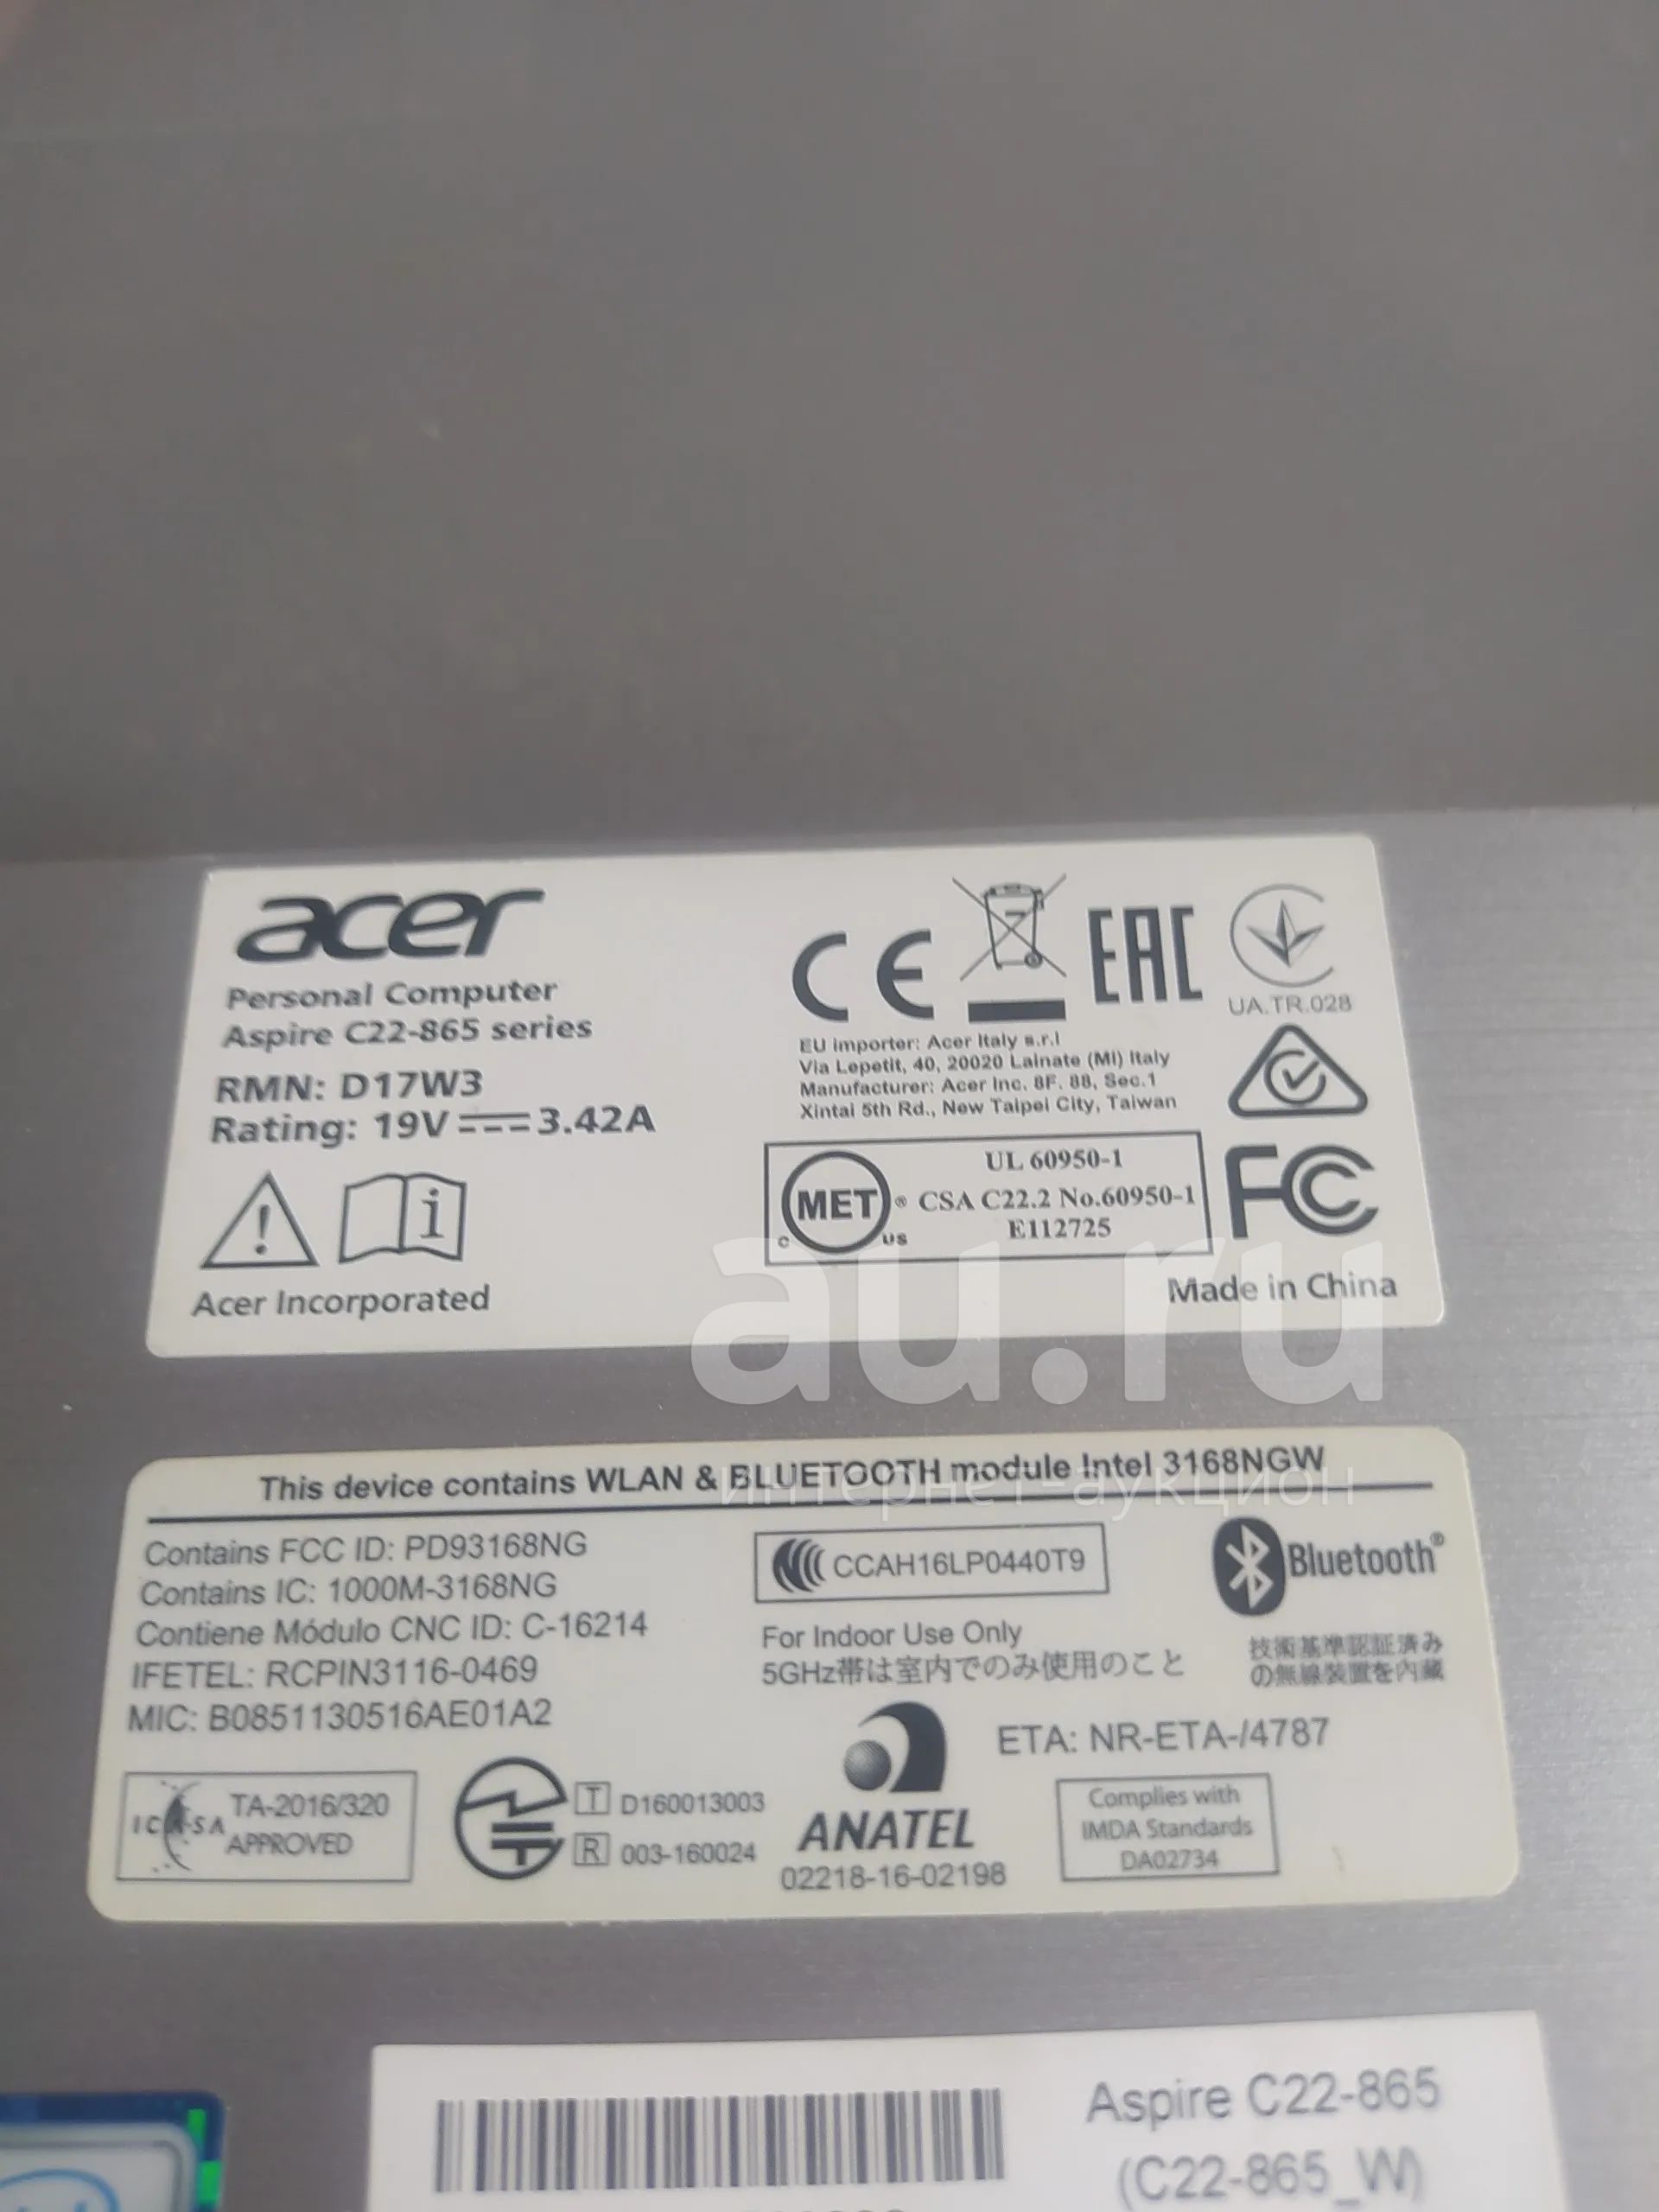 acer
Personal Computer
Aspire C22-865 series
RMN: D17W3
Rating: 19V 3.42A
Acer Incorporated
CE
EAC
UA.TR.028
EU importer: Acer Italy s.r.l
Via Lepetit, 40, 20020 Lainate (MI) Italy
Manufacturer: Acer Inc. 8F. 88, Sec.1
Xintai 5th Rd., New Taipei City, Taiwan
C MET® US
UL 60950-1
CSA C22.2 No.60950-1
E112725
FC
Made in China
au.ru
интернет-аукцион
This device contains WLAN & BLUETOOTH module Intel 3168NGW
Contains FCC ID: PD93168NG
Contains IC: 1000M-3168NG
Contiene Módulo CNC ID: C-16214
IFETEL: RCPIN3116-0469
MIC: B0851130516AE01A2
ICASA TA-2016/320
APPROVED
T D160013003
R 003-160024
CCAH16LP0440T9
Bluetooth®
For Indoor Use Only
5GHz帯は室内でのみ使用のこと
技術基準認証済み
の無線装置を内蔵
ANATEL
02218-16-02198
ETA: NR-ETA-/4787
Complies with
IMDA Standards
DA02734
Aspire C22-865
(C22-865_W)